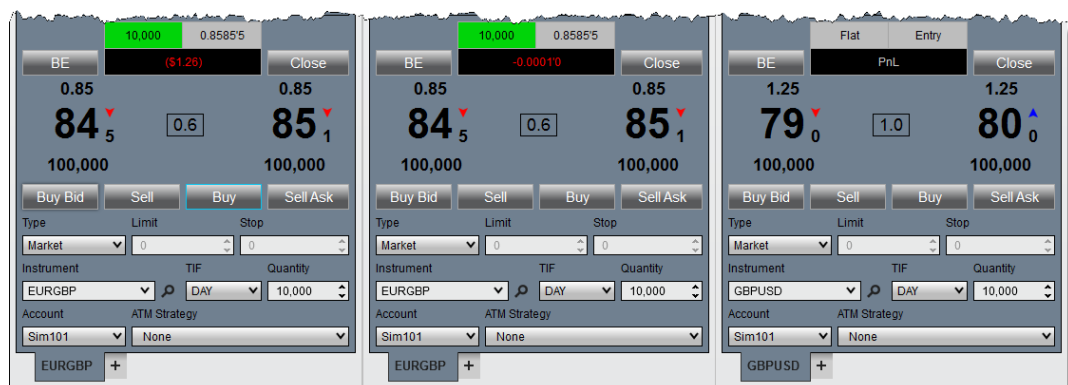 10,000 0.8585'5
BE ($1.26) Close
0.85 0.85
84 5 0.6 85 1
100,000 100,000
Buy Bid Sell Buy Sell Ask
Type Limit Stop
Market 0 0
Instrument TIF Quantity
EURGBP DAY 10,000
Account ATM Strategy
Sim101 None
EURGBP +
10,000 0.8585'5
BE -0.0001'0 Close
0.85 0.85
84 5 0.6 85 1
100,000 100,000
Buy Bid Sell Buy Sell Ask
Type Limit Stop
Market 0 0
Instrument TIF Quantity
EURGBP DAY 10,000
Account ATM Strategy
Sim101 None
EURGBP +
Flat Entry
BE PnL Close
1.25 1.25
79 0 1.0 80 0
100,000 100,000
Buy Bid Sell Buy Sell Ask
Type Limit Stop
Market 0 0
Instrument TIF Quantity
GBPUSD DAY 10,000
Account ATM Strategy
Sim101 None
GBPUSD +